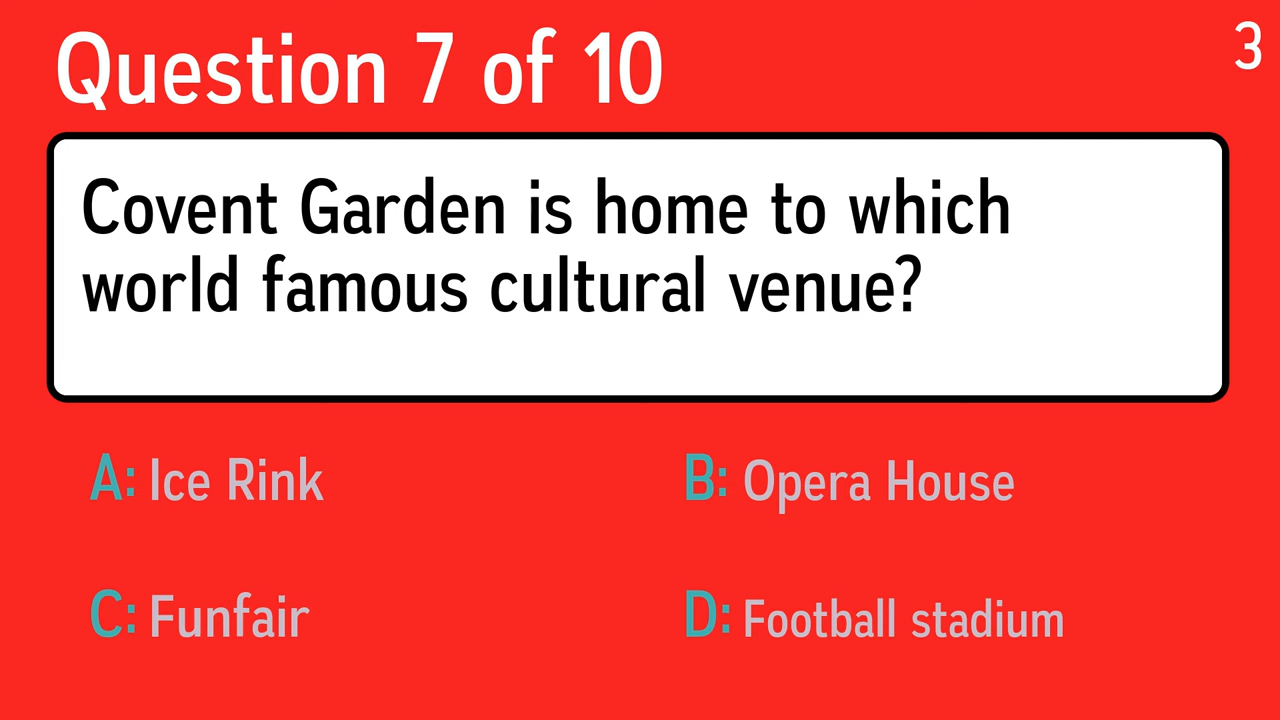 Question 7 of 10
3
Covent Garden is home to which
world famous cultural venue?
A: Ice Rink
B: Opera House
C: Funfair
D: Football stadium